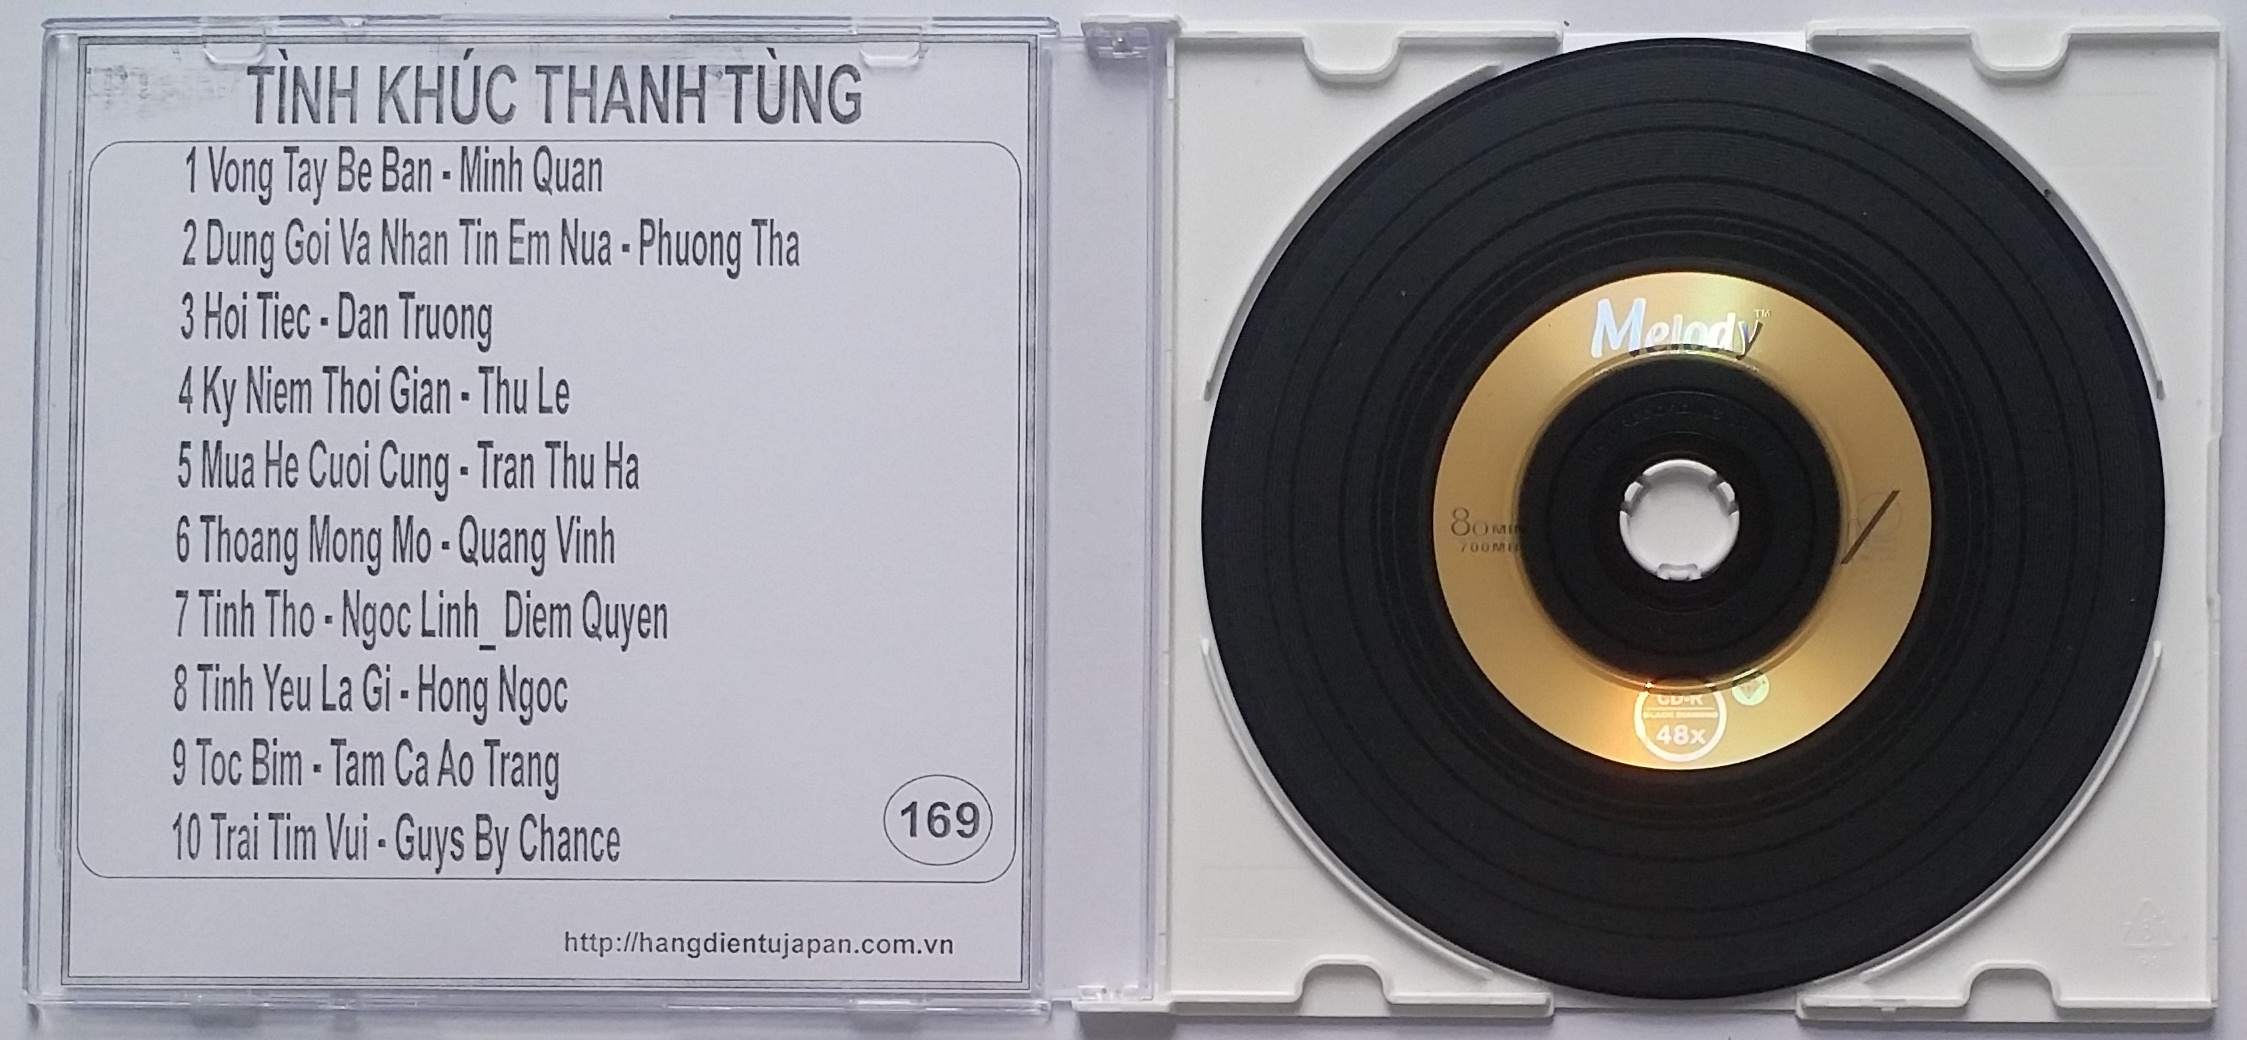 TÌNH KHÚC THANH TÙNG
1 Vong Tay Be Ban - Minh Quan
2 Dung Goi Va Nhan Tin Em Nua - Phuong Tha
3 Hoi Tiec - Dan Truong
4 Ky Niem Thoi Gian - Thu Le
5 Mua He Cuoi Cung - Tran Thu Ha
6 Thoang Mong Mo - Quang Vinh
7 Tinh Tho - Ngoc Linh_ Diem Quyen
8 Tinh Yeu La Gi - Hong Ngoc
9 Toc Bim - Tam Ca Ao Trang
10 Trai Tim Vui - Guys By Chance
169
http://hangdientujapan.com.vn
Melody™
80 MIN
700MB
CD-R
48x